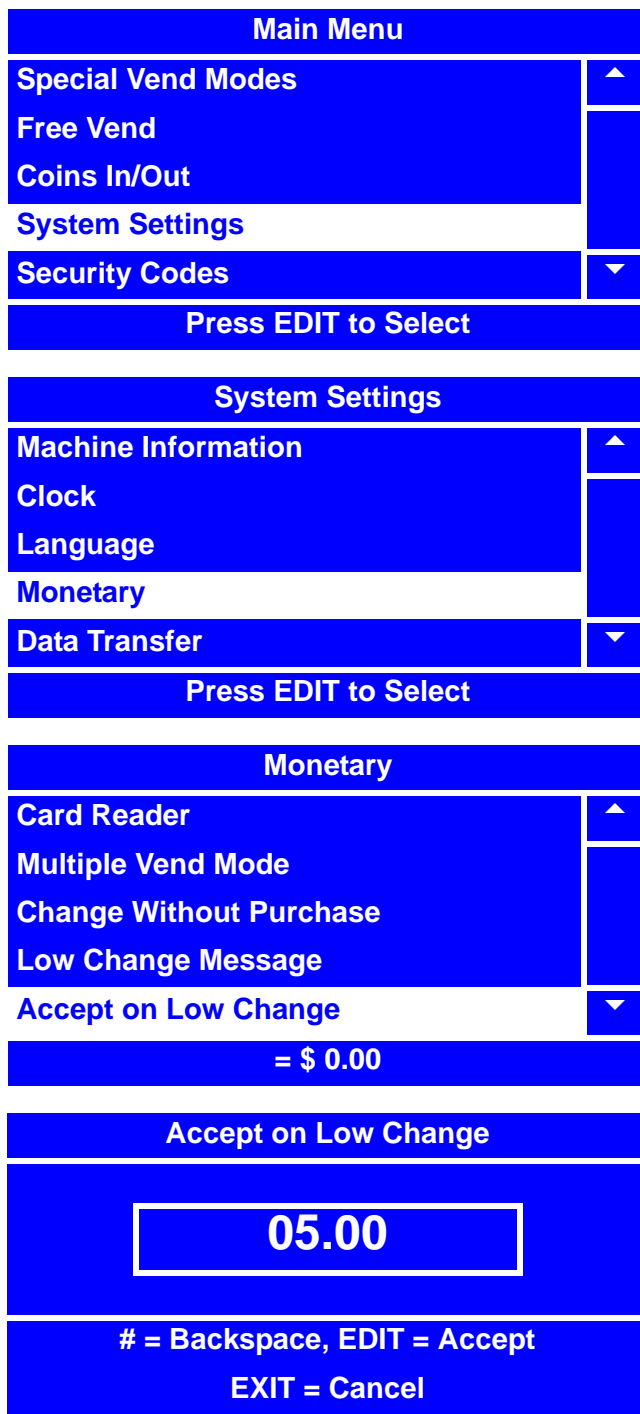 Main Menu
Special Vend Modes
Free Vend
Coins In/Out
System Settings
Security Codes
Press EDIT to Select
System Settings
Machine Information
Clock
Language
Monetary
Data Transfer
Press EDIT to Select
Monetary
Card Reader
Multiple Vend Mode
Change Without Purchase
Low Change Message
Accept on Low Change
= $ 0.00
Accept on Low Change
05.00
# = Backspace, EDIT = Accept
EXIT = Cancel